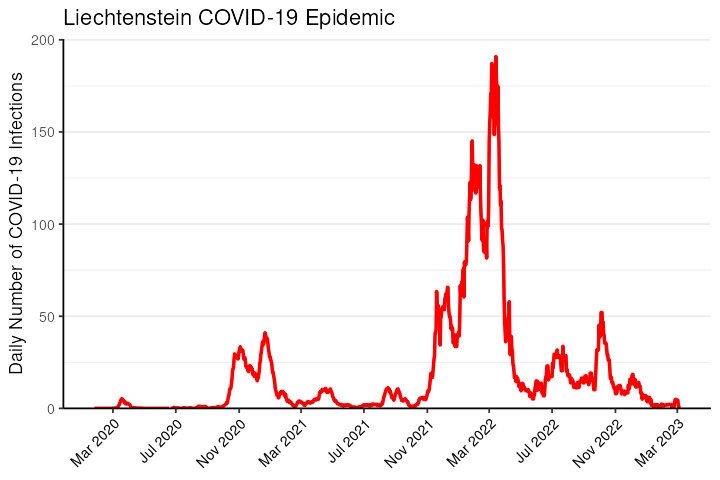 Liechtenstein COVID-19 Epidemic
Daily Number of COVID-19 Infections
200
150
100
50
0
Mar 2020
Jul 2020
Nov 2020
Mar 2021
Jul 2021
Nov 2021
Mar 2022
Jul 2022
Nov 2022
Mar 2023